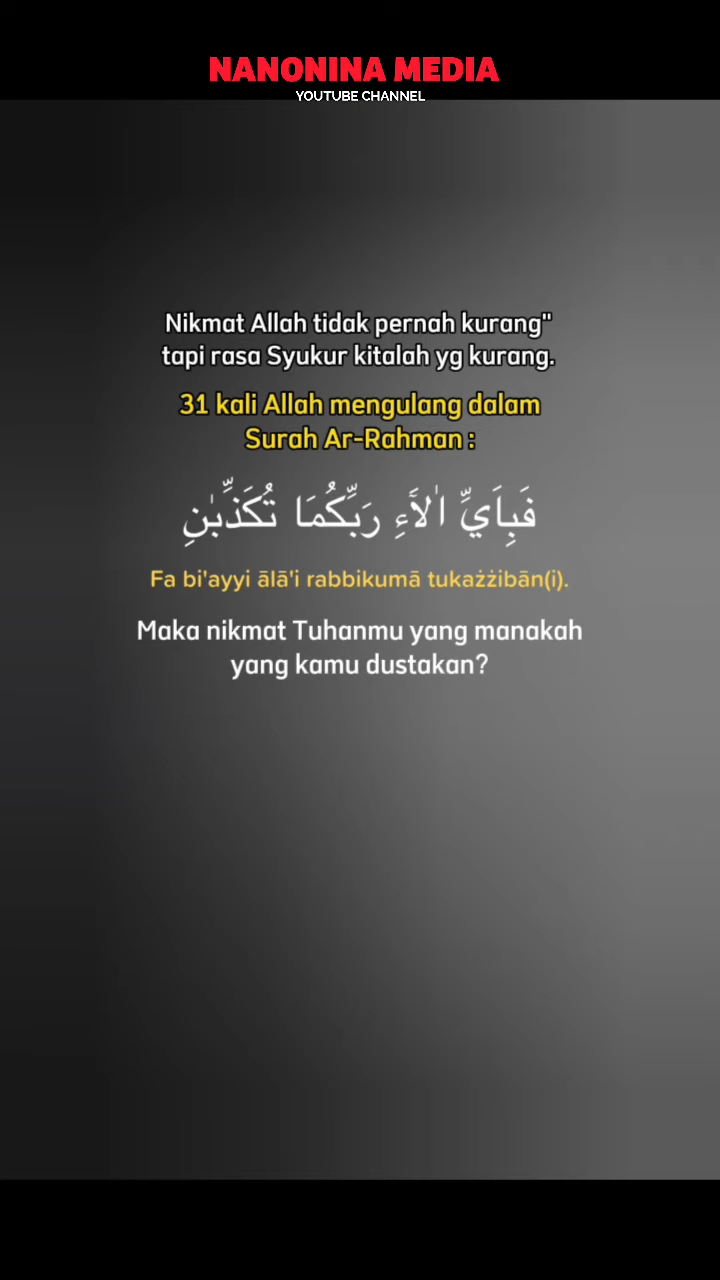 NANONINA MEDIA
YOUTUBE CHANNEL
Nikmat Allah tidak pernah kurang"
tapi rasa Syukur kitalah yg kurang.
31 kali Allah mengulang dalam
Surah Ar-Rahman :
فَبِاَيِّ اٰلَاۤءِ رَبِّكُمَا تُكَذِّبٰنِ
Fa bi'ayyi ālā'i rabbikumā tukażżibān(i).
Maka nikmat Tuhanmu yang manakah
yang kamu dustakan?